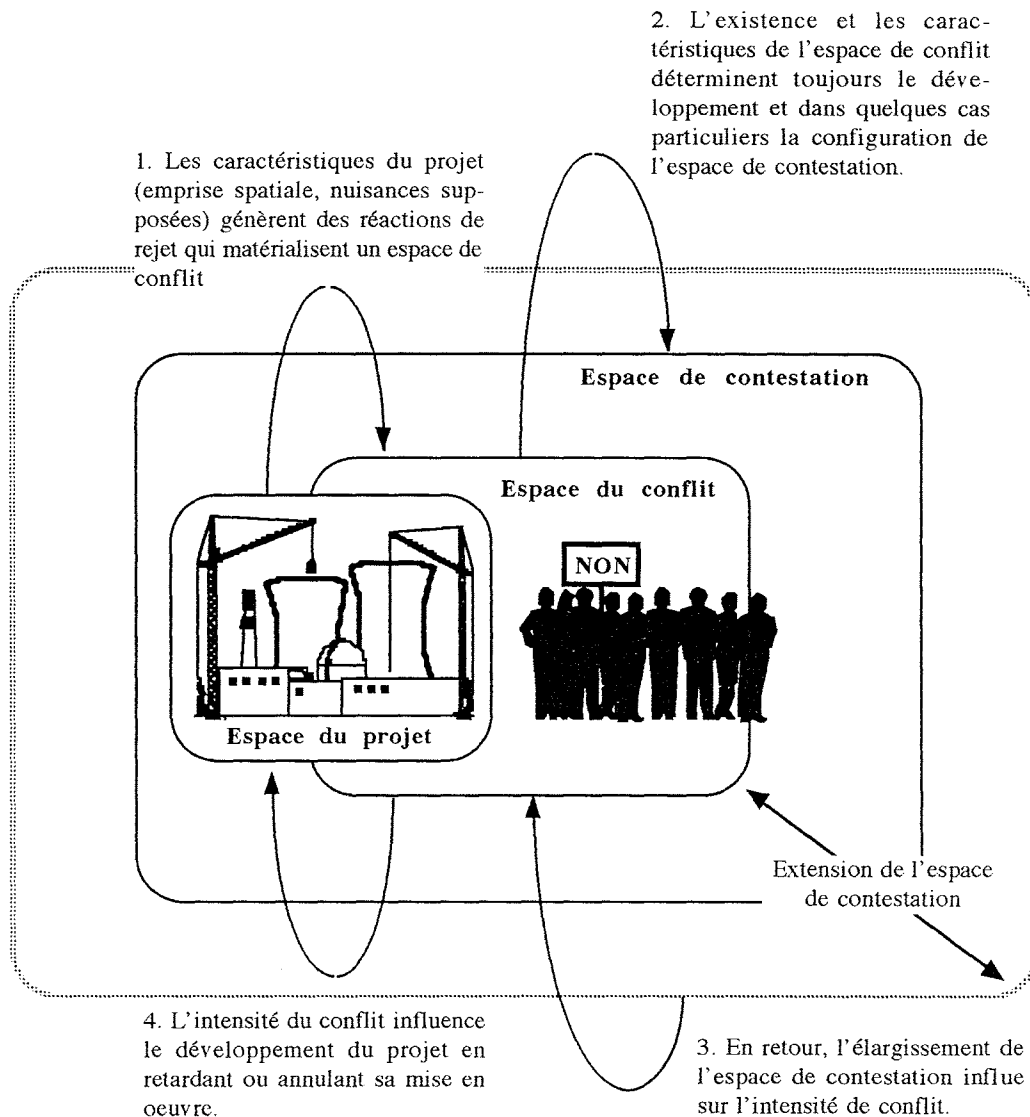 2. L'existence et les carac-
téristiques de l'espace de conflit
déterminent toujours le déve-
loppement et dans quelques cas
particuliers la configuration de
l'espace de contestation.
1. Les caractéristiques du projet
(emprise spatiale, nuisances sup-
posées) génèrent des réactions de
rejet qui matérialisent un espace de
conflit
Espace de contestation
Espace du conflit
NON
Espace du projet
Extension de l'espace
de contestation
4. L'intensité du conflit influence
le développement du projet en
retardant ou annulant sa mise en
oeuvre.
3. En retour, l'élargissement de
l'espace de contestation influe
sur l'intensité de conflit.